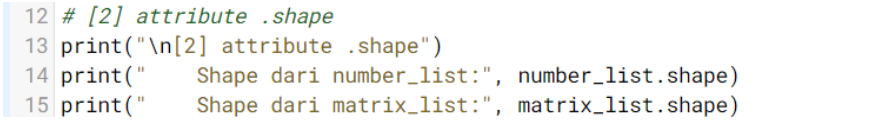 12 # [2] attribute .shape
13 print("\n[2] attribute .shape")
14 print("    Shape dari number_list:", number_list.shape)
15 print("    Shape dari matrix_list:", matrix_list.shape)